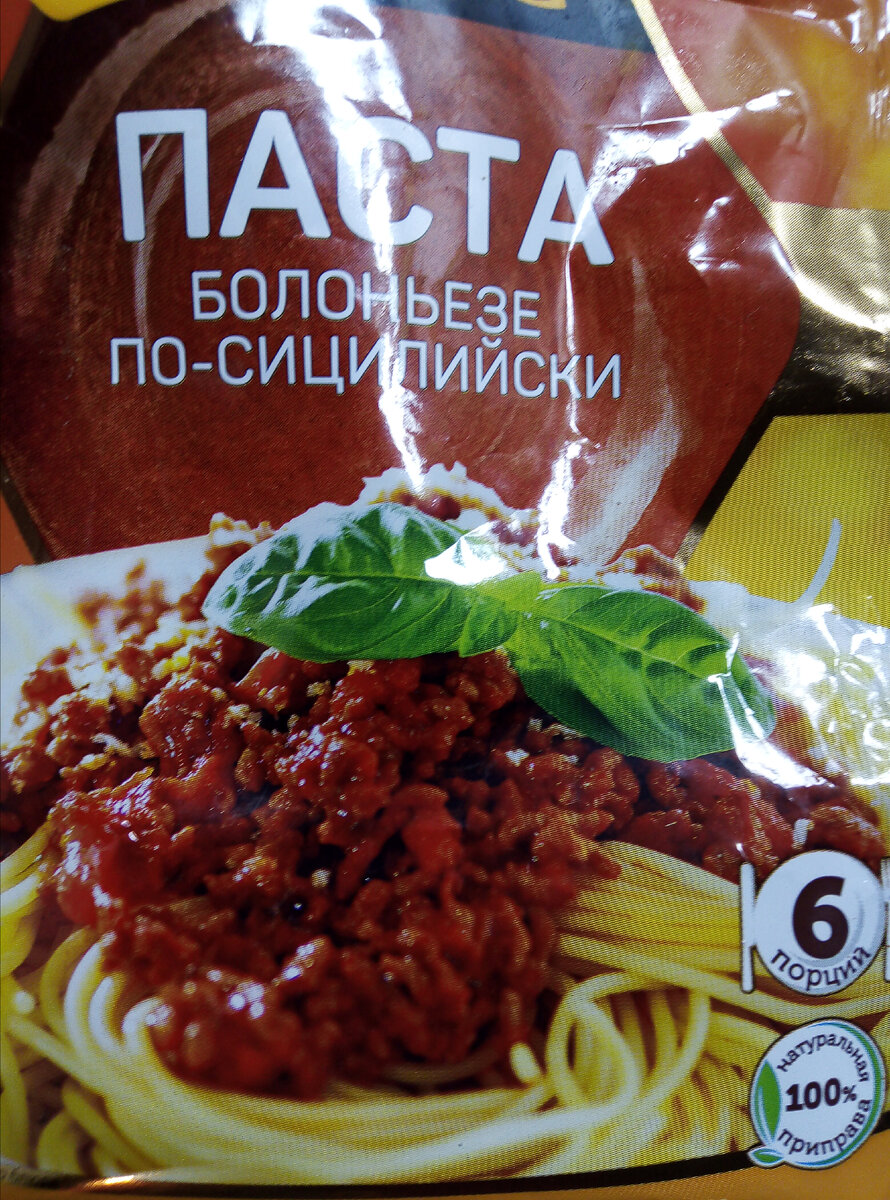 ПАСТА
БОЛОНЬЕЗЕ
ПО-СИЦИЛИЙСКИ
6
порций
натуральная
100%
приправа